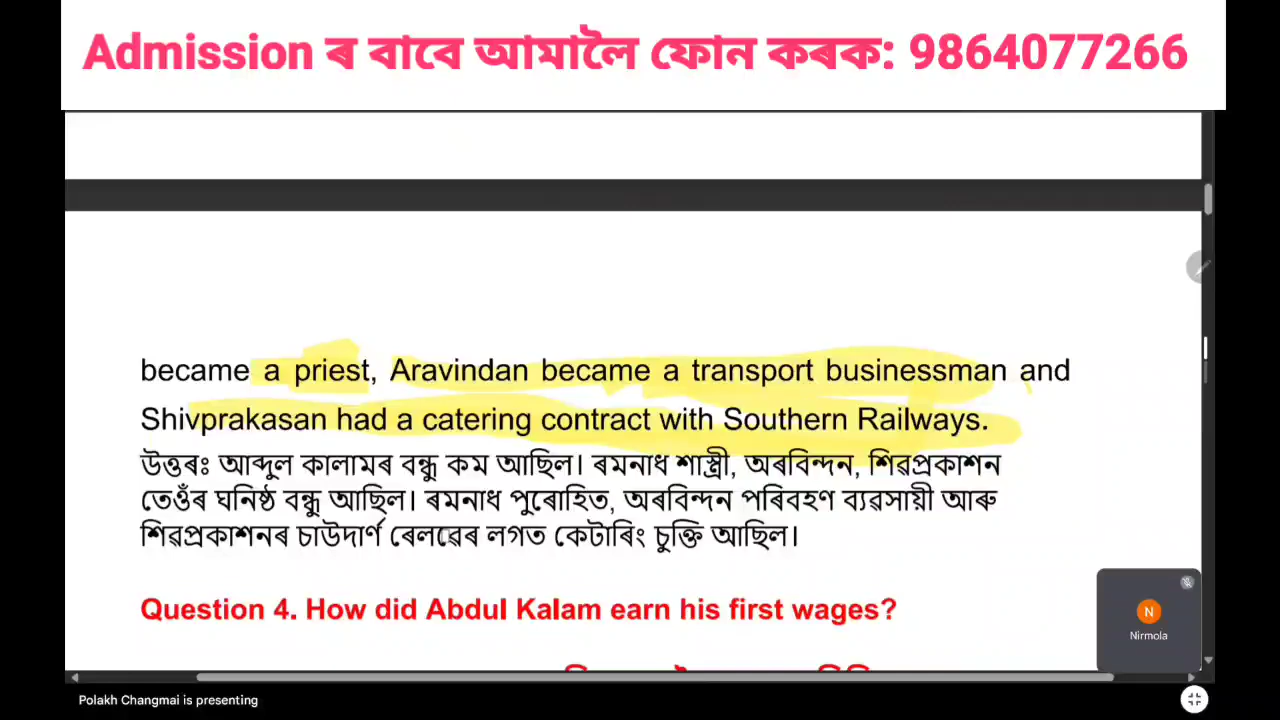 Admission ৰ বাবে আমালৈ ফোন কৰক: 9864077266
became a priest, Aravindan became a transport businessman and
Shivprakasan had a catering contract with Southern Railways.
উত্তৰঃ আব্দুল কালামৰ বন্ধু কম আছিল। ৰমনাধ শাস্ত্ৰী, অৰবিন্দন, শিৱপ্ৰকাশন
তেওঁৰ ঘনিষ্ঠ বন্ধু আছিল। ৰমনাধ পুৰোহিত, অৰবিন্দন পৰিবহণ ব্যৱসায়ী আৰু
শিৱপ্ৰকাশনৰ চাউদাৰ্ণ ৰেলৱেৰ লগত কেটাৰিং চুক্তি আছিল।
Question 4. How did Abdul Kalam earn his first wages?
N
Nirmola
Polakh Changmai is presenting